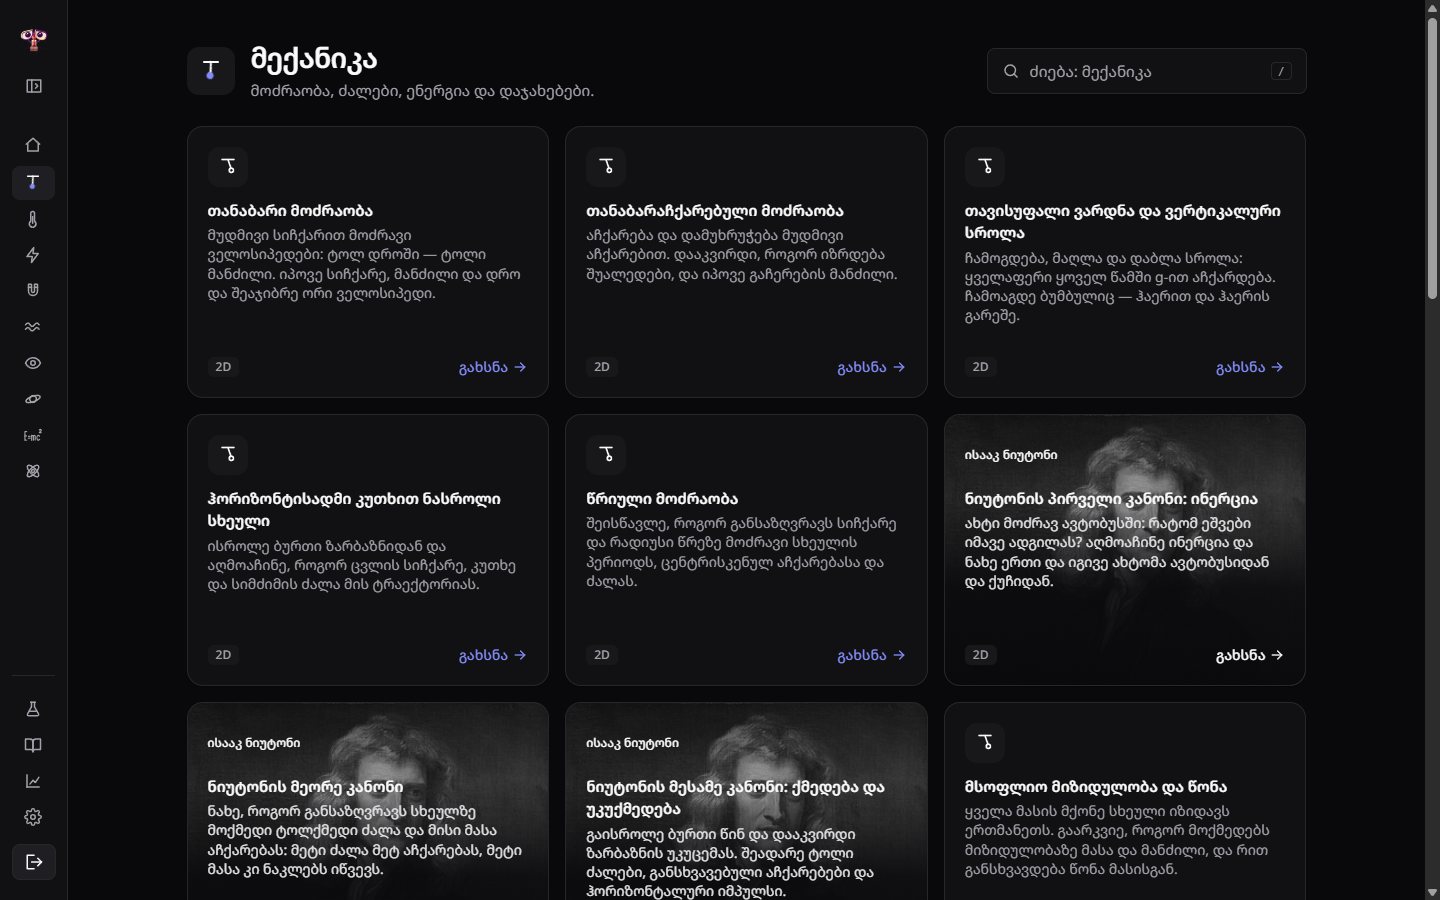 მექანიკა
მოძრაობა, ძალები, ენერგია და დაჯახებები.
ძიება: მექანიკა
/
თანაბარი მოძრაობა
მუდმივი სიჩქარით მოძრავი
ველოსიპედები: ტოლ დროში — ტოლი
მანძილი. იპოვე სიჩქარე, მანძილი და დრო
და შეაჯიბრე ორი ველოსიპედი.
2D
გახსნა →
თანაბარაჩქარებული მოძრაობა
აჩქარება და დამუხრუჭება მუდმივი
აჩქარებით. დააკვირდი, როგორ იზრდება
შუალედები, და იპოვე გაჩერების მანძილი.
2D
გახსნა →
თავისუფალი ვარდნა და ვერტიკალური
სროლა
ჩამოგდება, მაღლა და დაბლა სროლა:
ყველაფერი ყოველ წამში g-ით აჩქარდება.
ჩამოაგდე ბუმბულიც — ჰაერით და ჰაერის
გარეშე.
2D
გახსნა →
ჰორიზონტისადმი კუთხით ნასროლი
სხეული
ისროლე ბურთი ზარბაზნიდან და
აღმოაჩინე, როგორ ცვლის სიჩქარე, კუთხე
და სიმძიმის ძალა მის ტრაექტორიას.
2D
გახსნა →
წრიული მოძრაობა
შეისწავლე, როგორ განსაზღვრავს სიჩქარე
და რადიუსი წრეზე მოძრავი სხეულის
პერიოდს, ცენტრისკენულ აჩქარებასა და
ძალას.
2D
გახსნა →
ისააკ ნიუტონი
ნიუტონის პირველი კანონი: ინერცია
ახტი მოძრავ ავტობუსში: რატომ ეშვები
იმავე ადგილას? აღმოაჩინე ინერცია და
ნახე ერთი და იგივე ახტომა ავტობუსიდან
და ქუჩიდან.
2D
გახსნა →
ისააკ ნიუტონი
ნიუტონის მეორე კანონი
ნახე, როგორ განსაზღვრავს სხეულზე
მოქმედი ტოლქმედი ძალა და მისი მასა
აჩქარებას: მეტი ძალა მეტ აჩქარებას, მეტი
მასა კი ნაკლებს იწვევს.
ისააკ ნიუტონი
ნიუტონის მესამე კანონი: ქმედება და
უკუქმედება
გაისროლე ბურთი წინ და დააკვირდი
ზარბაზნის უკუცემას. შეადარე ტოლი
ძალები, განსხვავებული აჩქარებები და
ჰორიზონტალური იმპულსი.
მსოფლიო მიზიდულობა და წონა
ყველა მასის მქონე სხეული იზიდავს
ერთმანეთს. გაარკვიე, როგორ მოქმედებს
მიზიდულობაზე მასა და მანძილი, და რით
განსხვავდება წონა მასისგან.
E=mc²